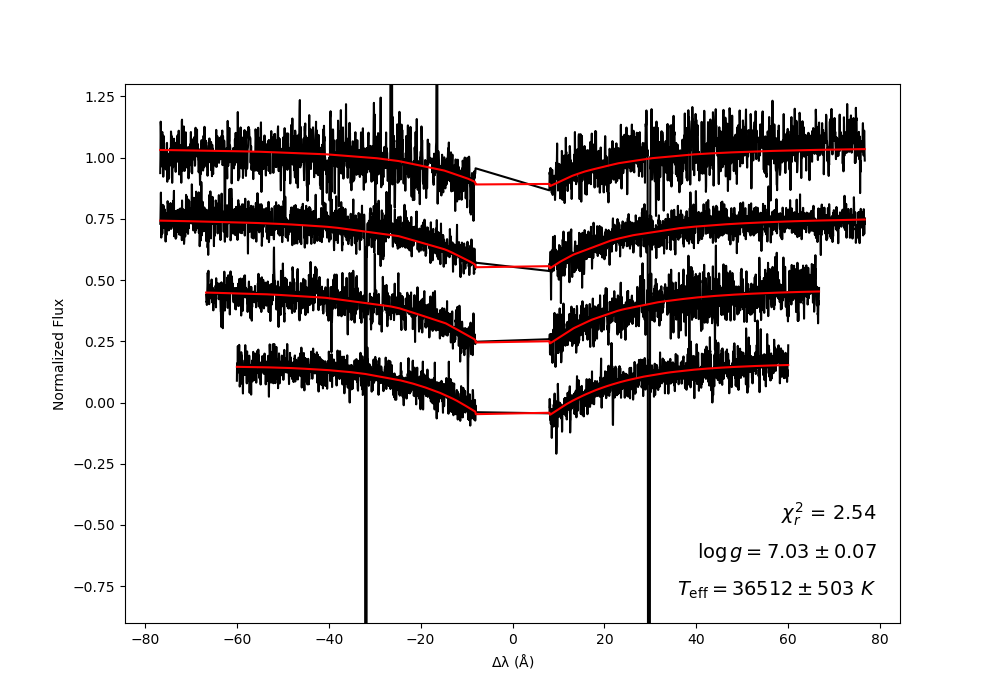 1.25
1.00
0.75
0.50
0.25
0.00
−0.25
−0.50
−0.75
Normalized Flux
χ²ᵣ = 2.54
log g = 7.03 ± 0.07
T_eff = 36512 ± 503 K
−80 −60 −40 −20 0 20 40 60 80
Δλ (Å)